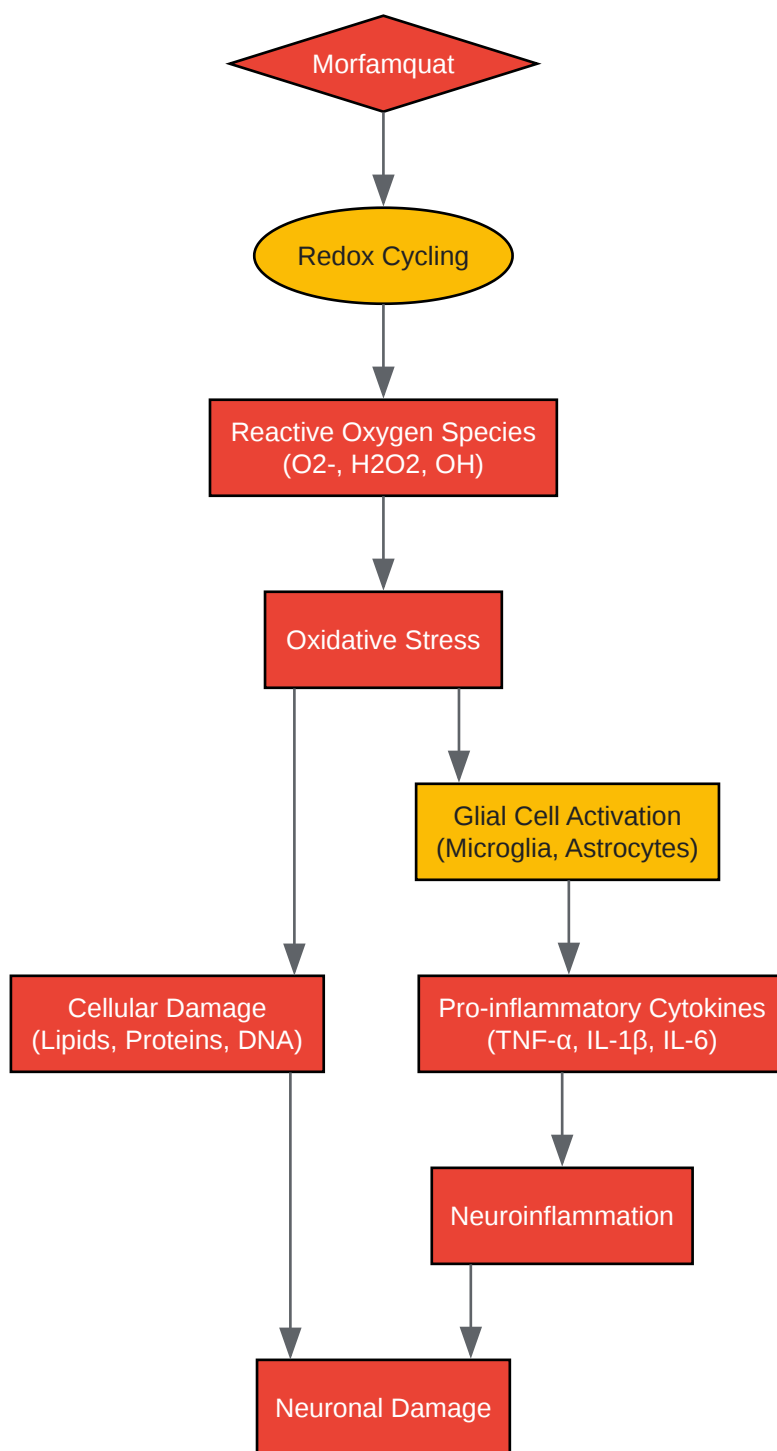 Morfamquat
Redox Cycling
Reactive Oxygen Species
(O2-, H2O2, OH)
Oxidative Stress
Glial Cell Activation
(Microglia, Astrocytes)
Cellular Damage
(Lipids, Proteins, DNA)
Pro-inflammatory Cytokines
(TNF-α, IL-1β, IL-6)
Neuroinflammation
Neuronal Damage